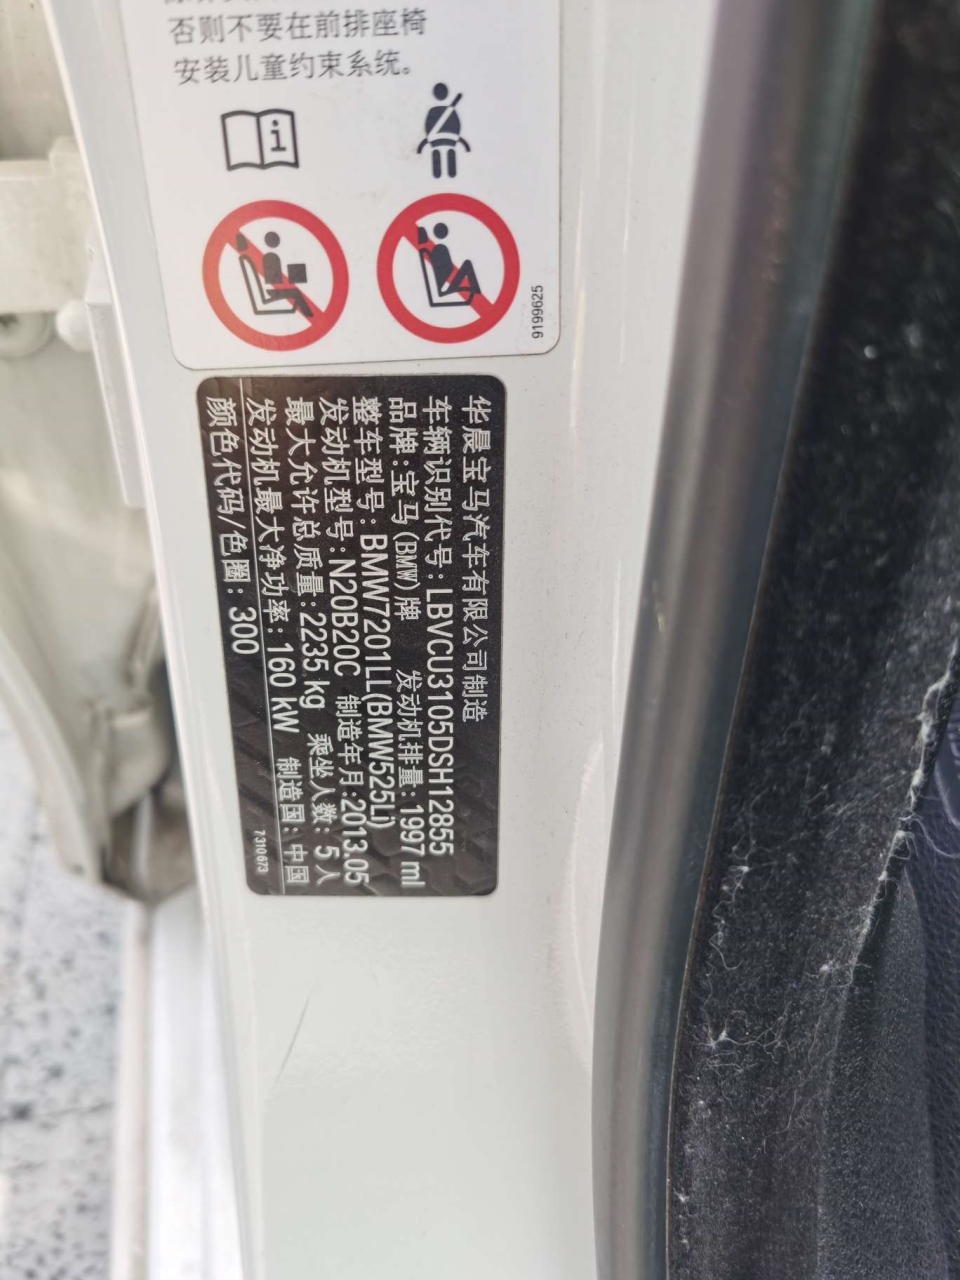 否则不要在前排座椅
安装儿童约束系统。
9199625
华晨宝马汽车有限公司制造
车辆识别代号:LBVCU3105DSH12855
品牌:宝马(BMW)牌 发动机排量:1997 ml
整车型号:BMW7201LL(BMW525Li)
发动机型号:N20B20C 制造年月:2013.05
最大允许总质量:2235 kg 乘坐人数: 5 人
发动机最大净功率:160 kW 制造国:中国
颜色代码/色圈:300
7310673